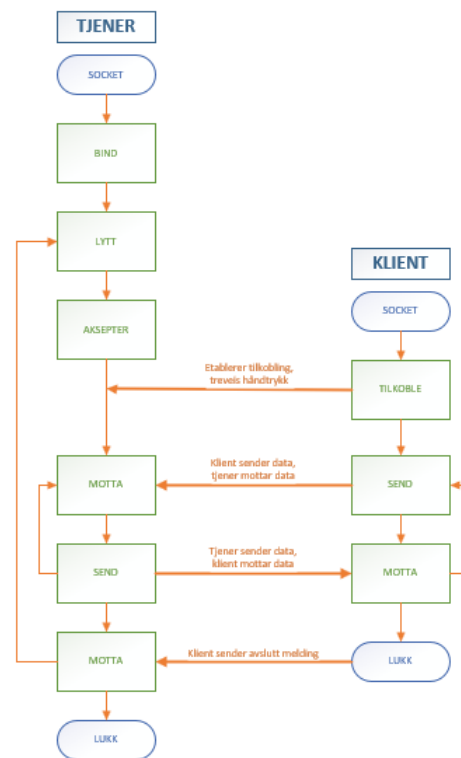 TJENER
SOCKET
BIND
LYTT
AKSEPTER
MOTTA
SEND
MOTTA
LUKK
KLIENT
SOCKET
TILKOBLE
SEND
MOTTA
LUKK
Etablerer tilkobling,
treveis håndtrykk
Klient sender data,
tjener mottar data
Tjener sender data,
klient mottar data
Klient sender avslutt melding